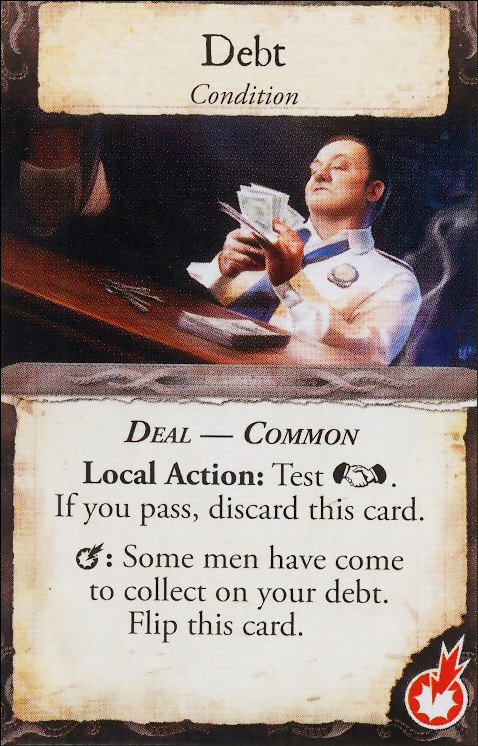 Debt
Condition
DEAL — COMMON
Local Action: Test .
If you pass, discard this card.
: Some men have come
to collect on your debt.
Flip this card.